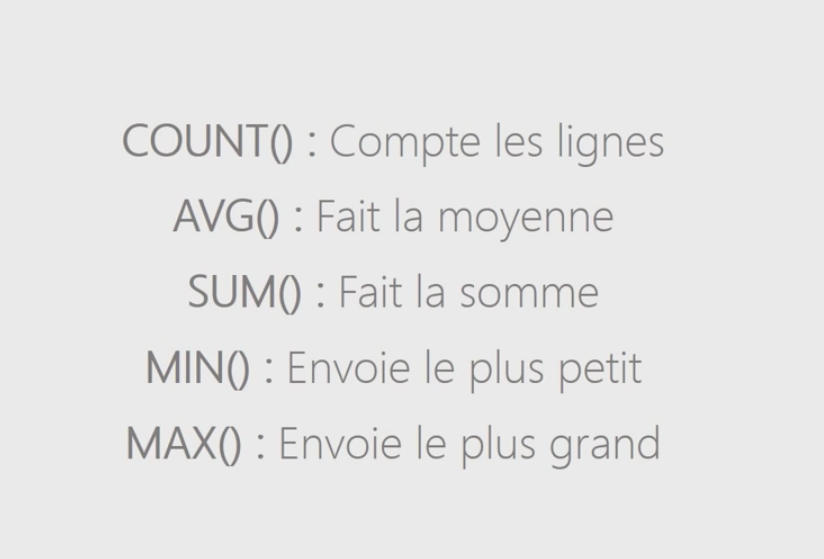 COUNT() : Compte les lignes
AVG() : Fait la moyenne
SUM() : Fait la somme
MIN() : Envoie le plus petit
MAX() : Envoie le plus grand